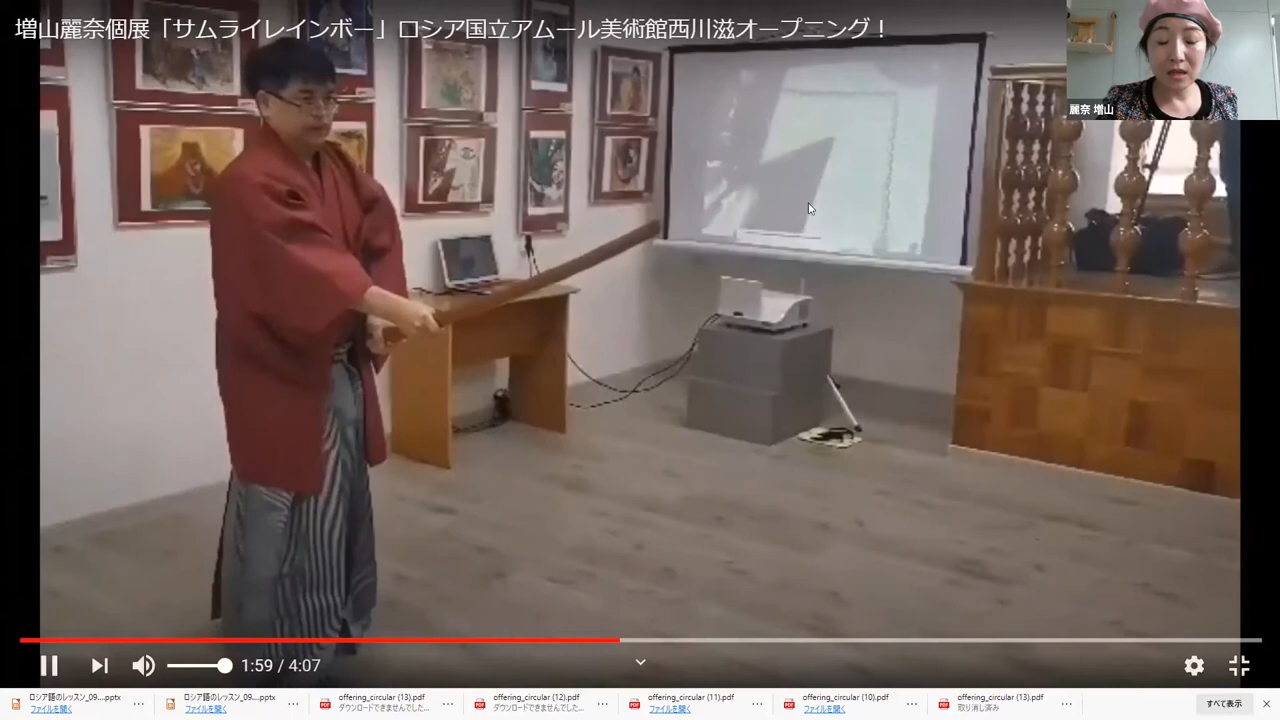 増山麗奈個展「サムライレインボー」ロシア国立アムール美術館西川滋オープニング！
麗奈 増山
1:59 / 4:07
ロシア語のレッスン_09....pptx
ファイルを開く
ロシア語のレッスン_09....pptx
ファイルを開く
offering_circular (13).pdf
ダウンロードできませんでした...
offering_circular (12).pdf
ダウンロードできませんでした...
offering_circular (11).pdf
ファイルを開く
offering_circular (10).pdf
ファイルを開く
offering_circular (13).pdf
取り消し済み
すべて表示